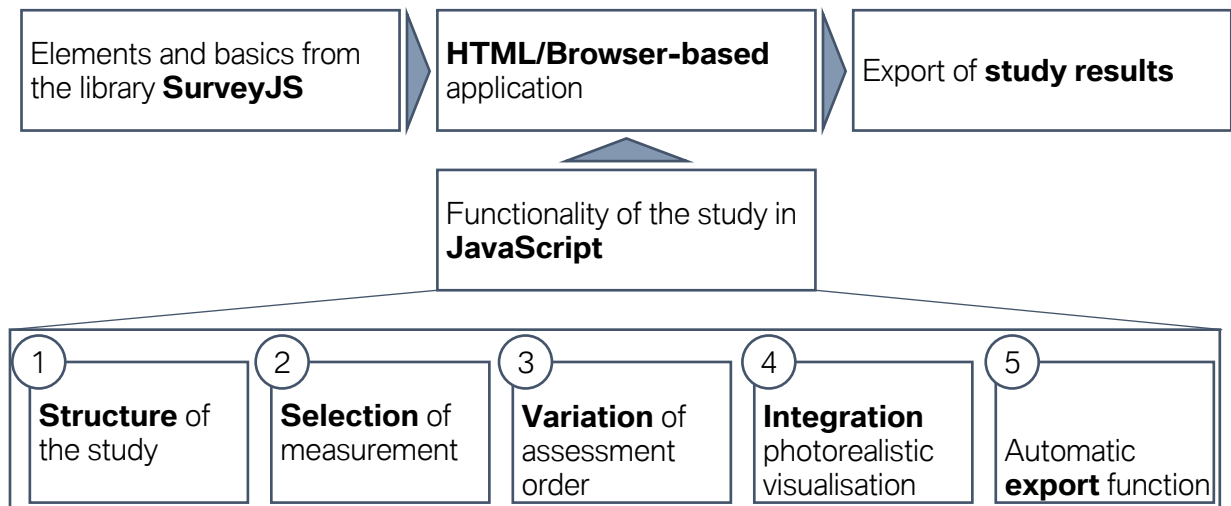 Elements and basics from
the library SurveyJS
HTML/Browser-based
application
Export of study results
Functionality of the study in
JavaScript
1
Structure of
the study
2
Selection of
measurement
3
Variation of
assessment
order
4
Integration
photorealistic
visualisation
5
Automatic
export function